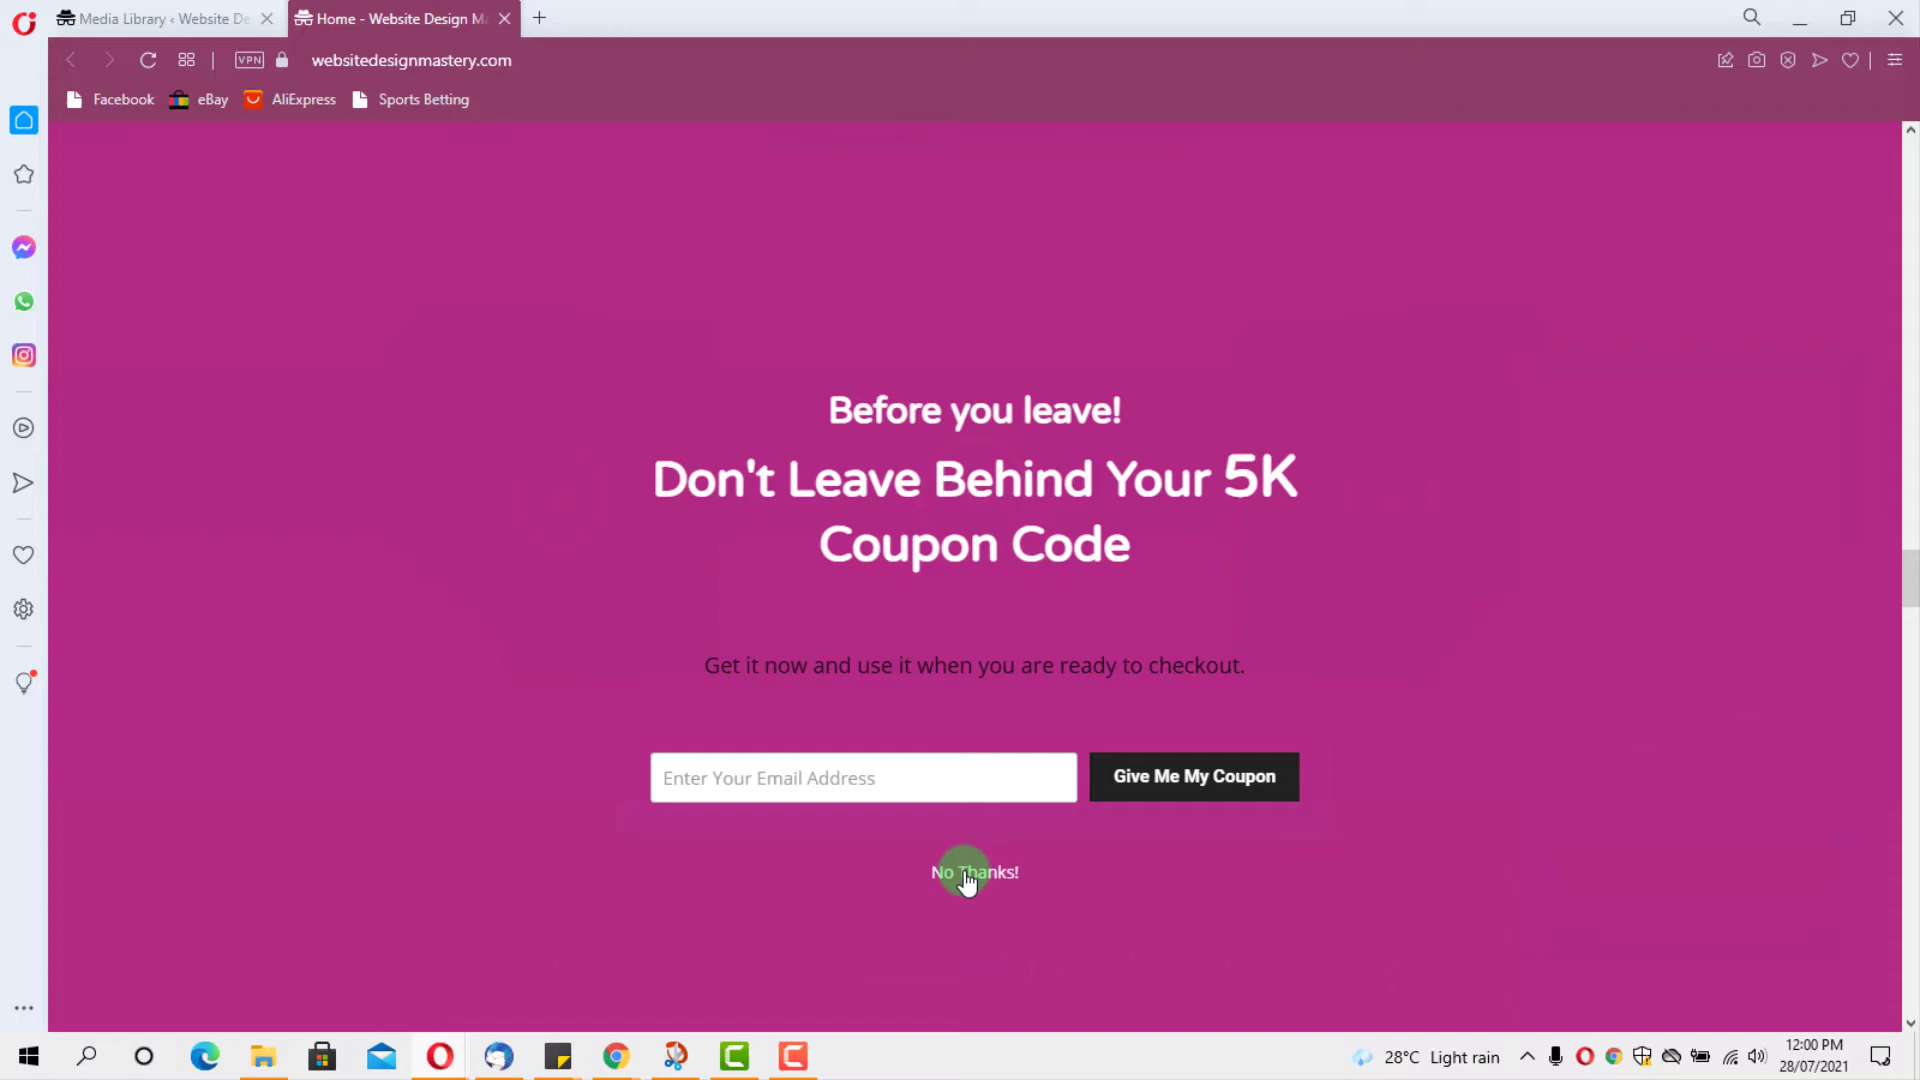 Media Library ‹ Website De
Home - Website Design Ma
VPN
websitedesignmastery.com
Facebook
eBay
AliExpress
Sports Betting
Before you leave!
Don't Leave Behind Your 5K
Coupon Code
Get it now and use it when you are ready to checkout.
Enter Your Email Address
Give Me My Coupon
No Thanks!
28°C Light rain
12:00 PM
28/07/2021